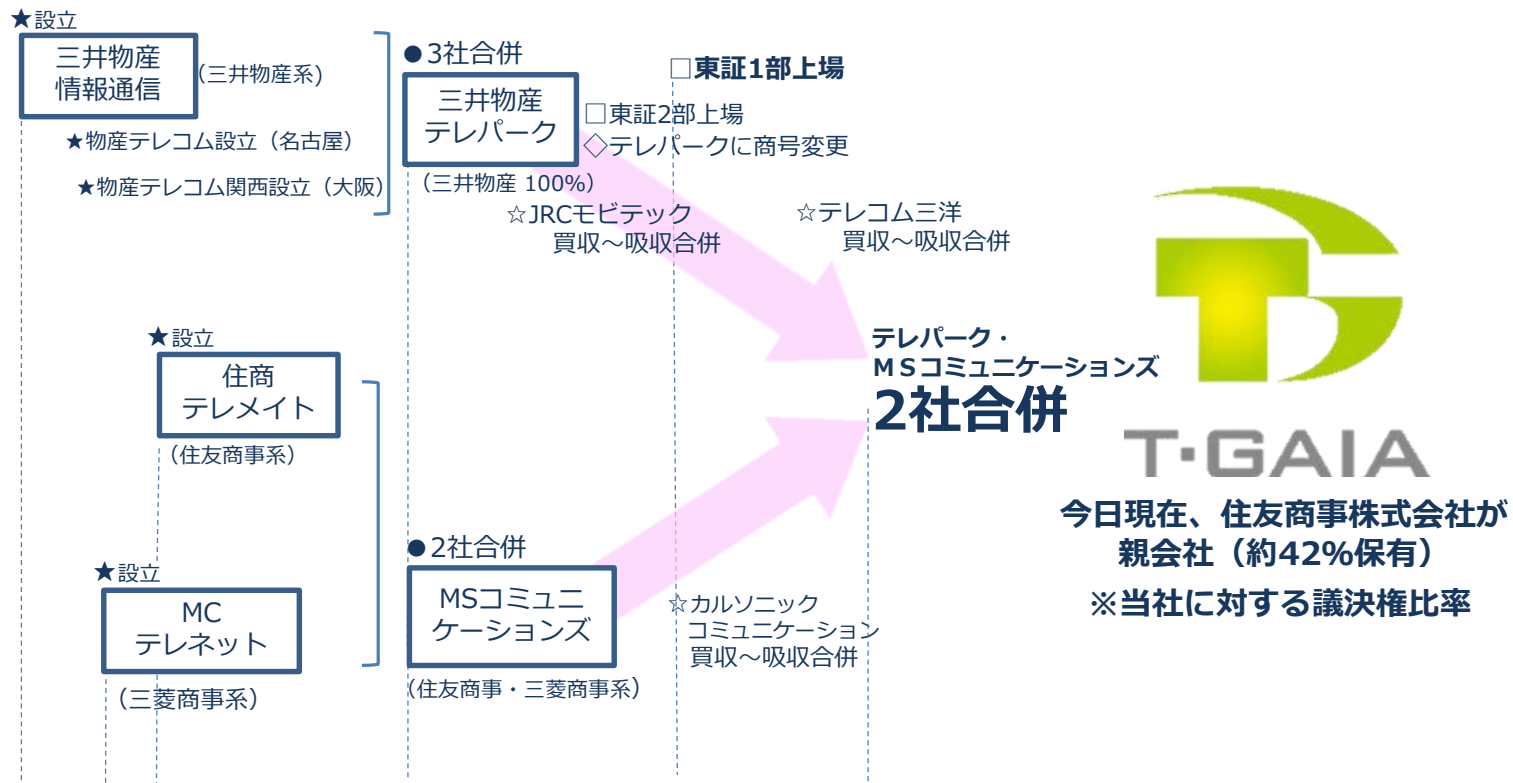 ★設立
三井物産
情報通信
(三井物産系)
★物産テレコム設立（名古屋）
★物産テレコム関西設立（大阪）
●3社合併
三井物産
テレパーク
（三井物産 100%）
□東証1部上場
□東証2部上場
◇テレパークに商号変更
☆JRCモビテック
買収～吸収合併
☆テレコム三洋
買収～吸収合併
★設立
住商
テレメイト
（住友商事系）
★設立
MC
テレネット
（三菱商事系）
●2社合併
MSコミュニ
ケーションズ
（住友商事・三菱商事系）
☆カルソニック
コミュニケーション
買収～吸収合併
テレパーク・
ＭＳコミュニケーションズ
2社合併
T･GAIA
今日現在、住友商事株式会社が
親会社（約42%保有）
※当社に対する議決権比率